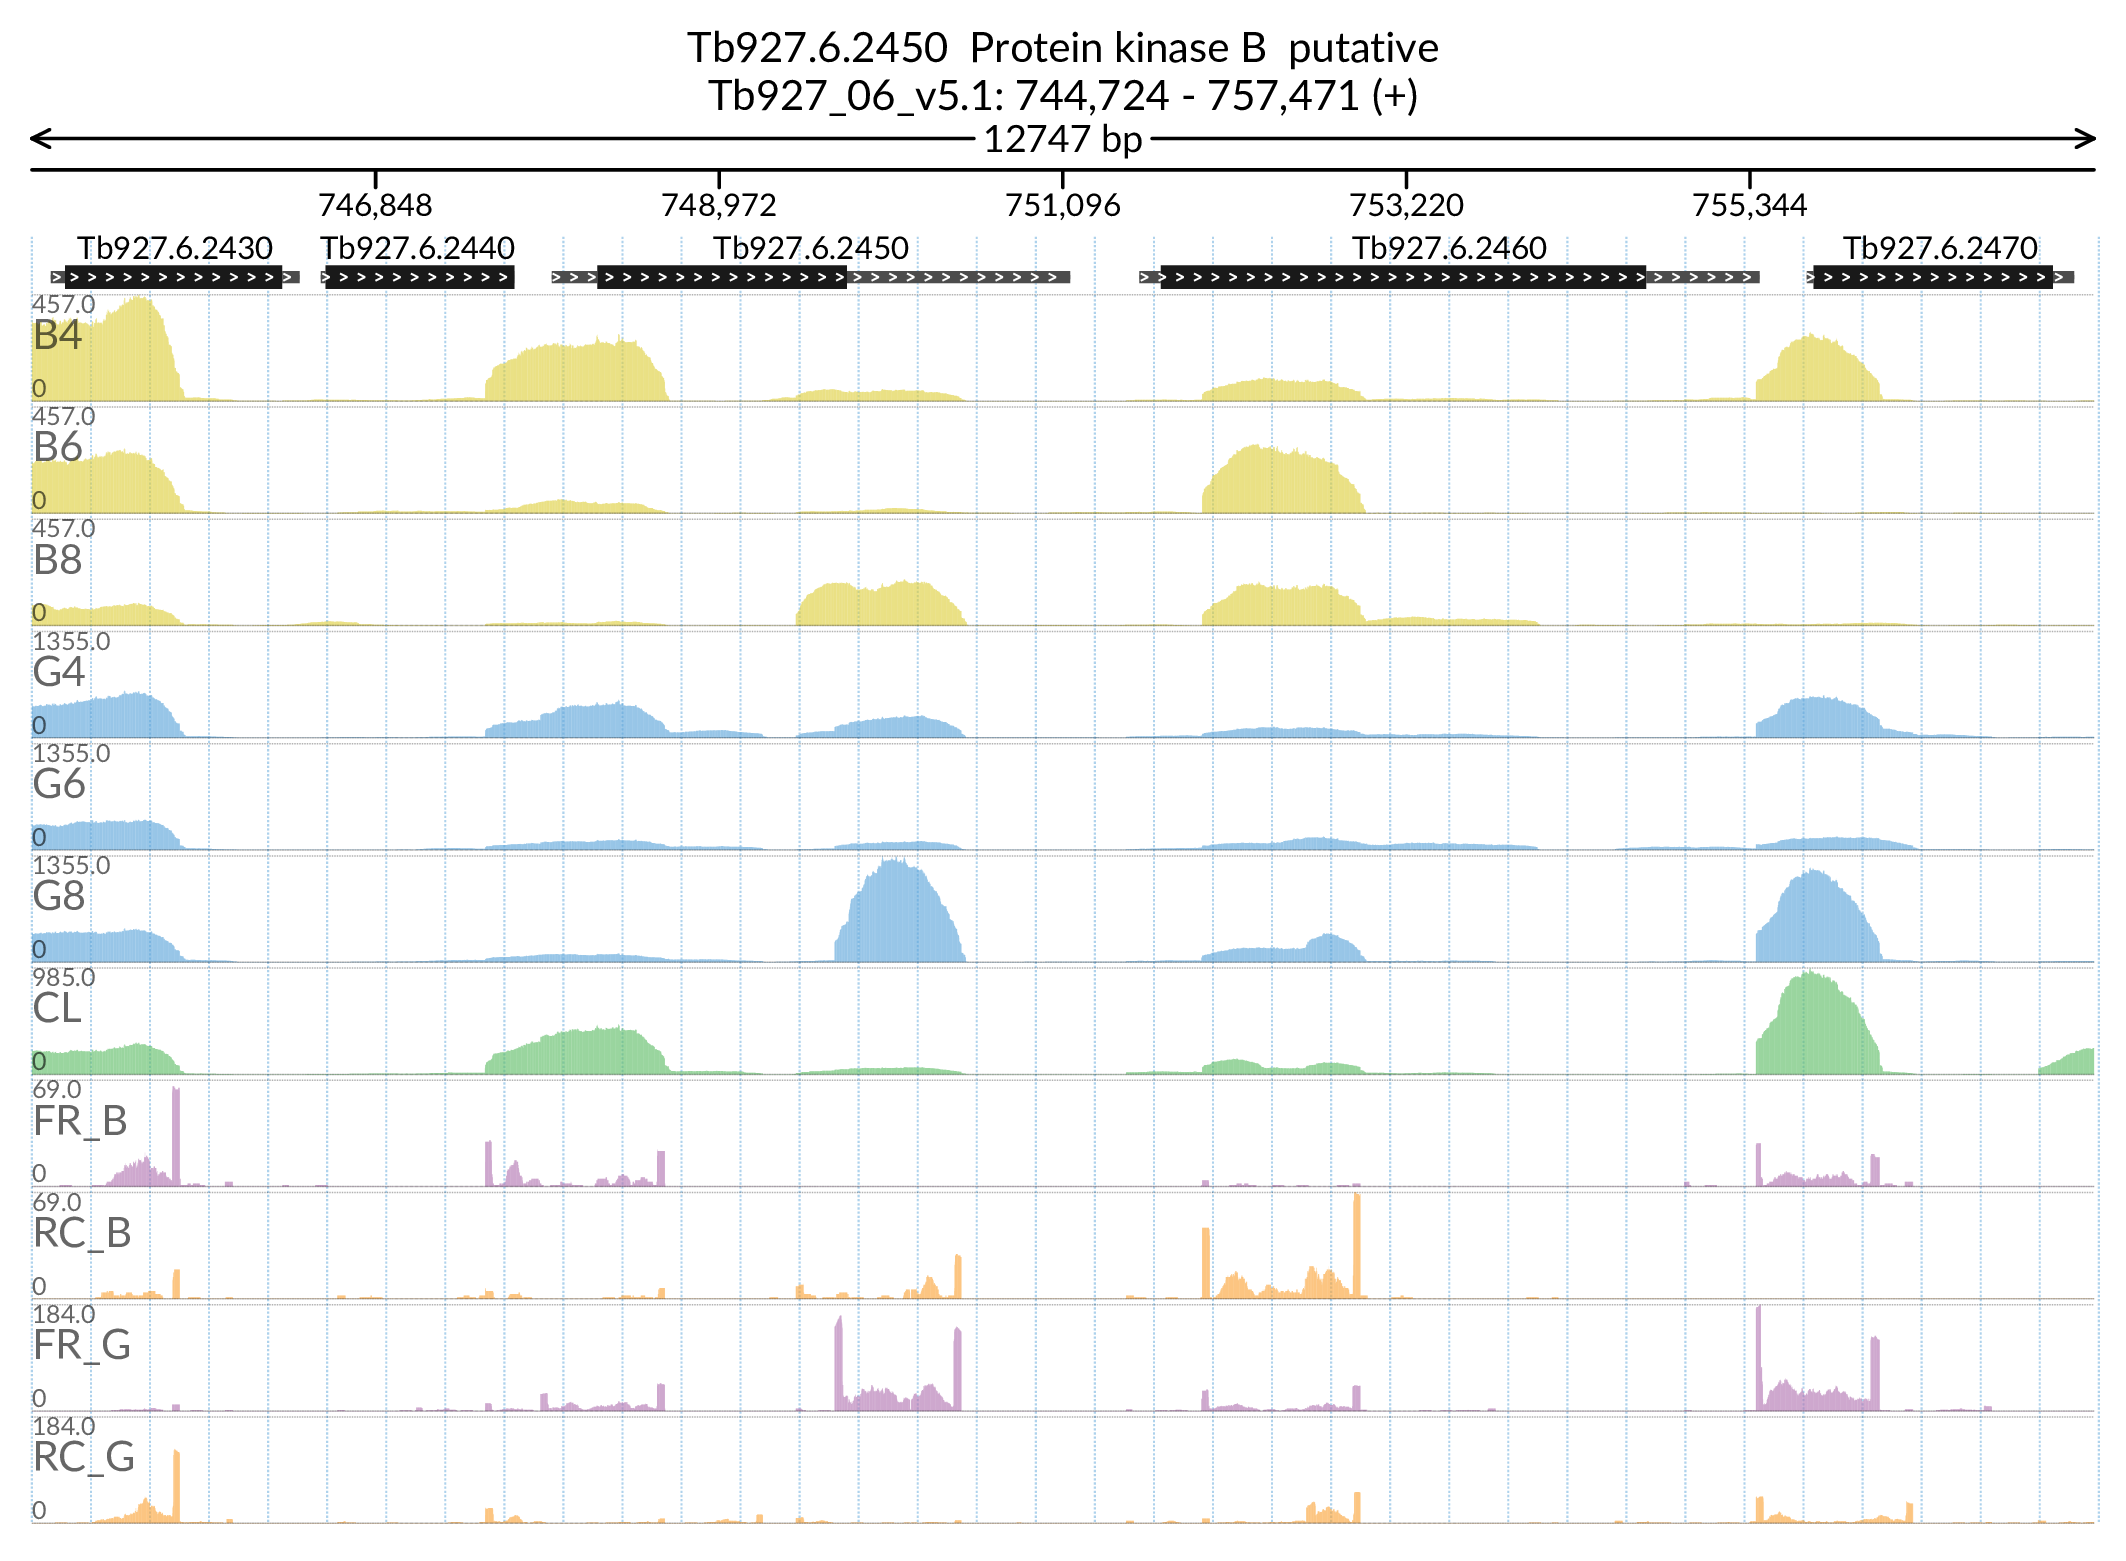 Tb927.6.2450  Protein kinase B  putative
Tb927_06_v5.1: 744,724 - 757,471 (+)
12747 bp
746,848 748,972 751,096 753,220 755,344
Tb927.6.2430 Tb927.6.2440 Tb927.6.2450 Tb927.6.2460 Tb927.6.2470
457.0
B4
0
457.0
B6
0
457.0
B8
0
1355.0
G4
0
1355.0
G6
0
1355.0
G8
0
985.0
CL
0
69.0
FR_B
0
69.0
RC_B
0
184.0
FR_G
0
184.0
RC_G
0